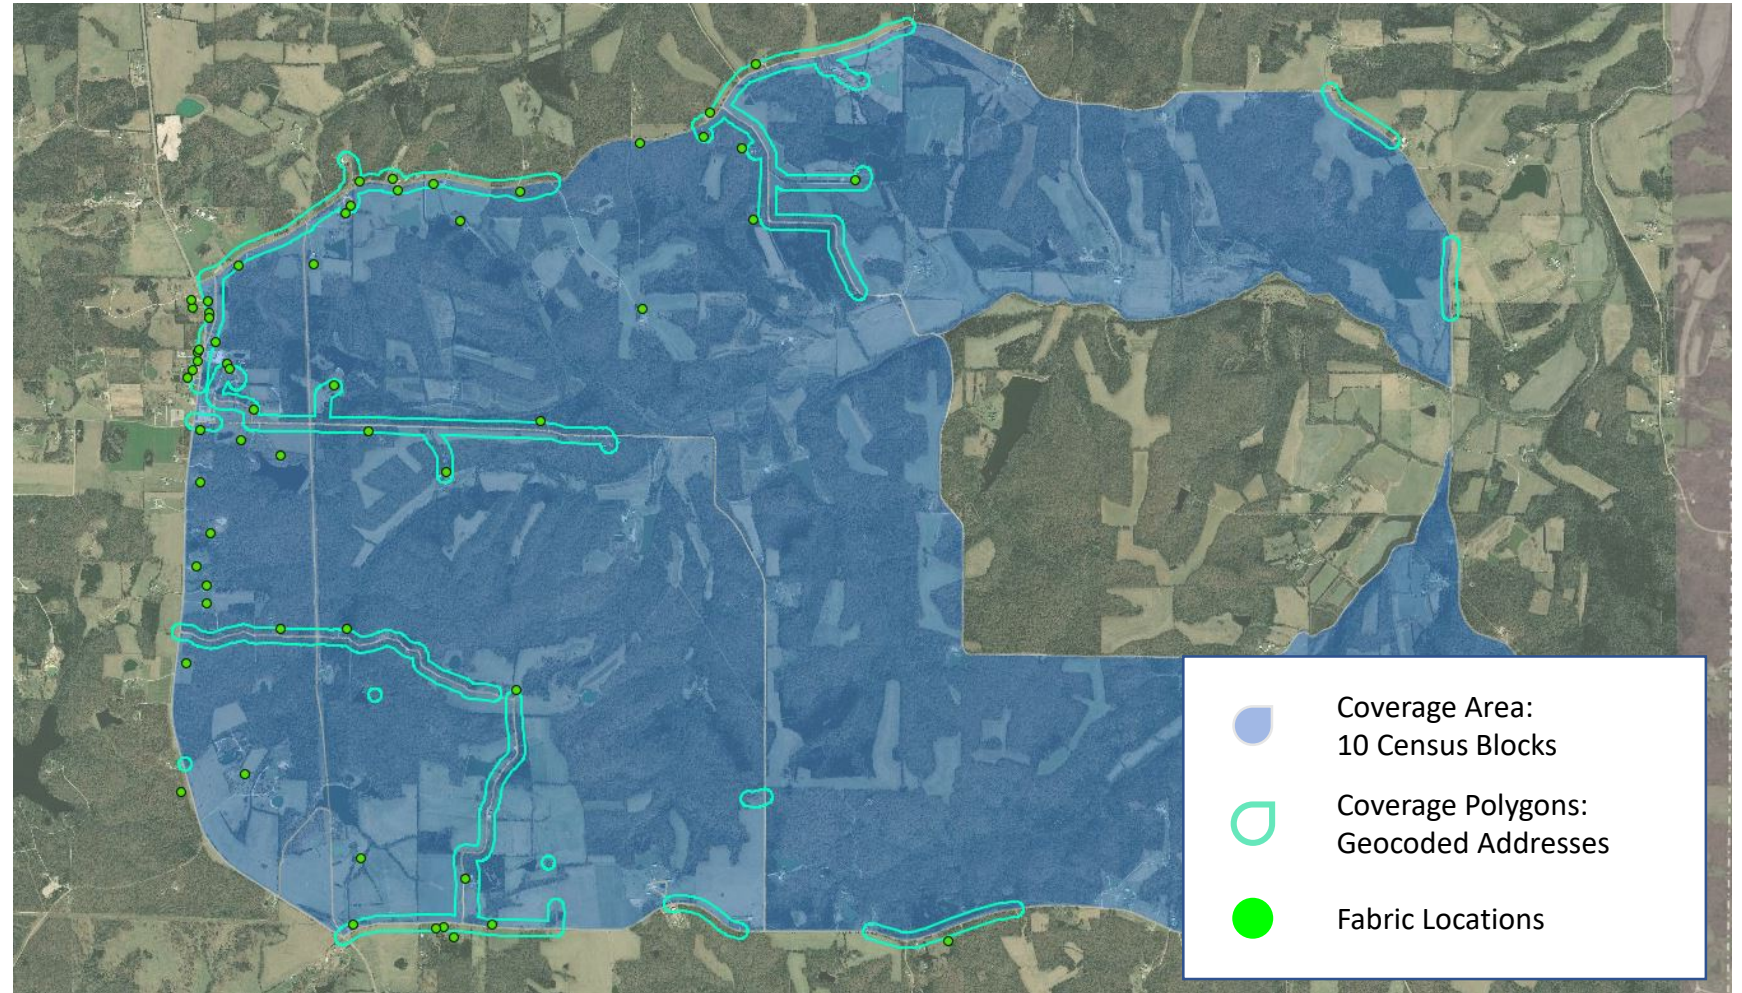 Coverage Area:
10 Census Blocks
Coverage Polygons:
Geocoded Addresses
Fabric Locations